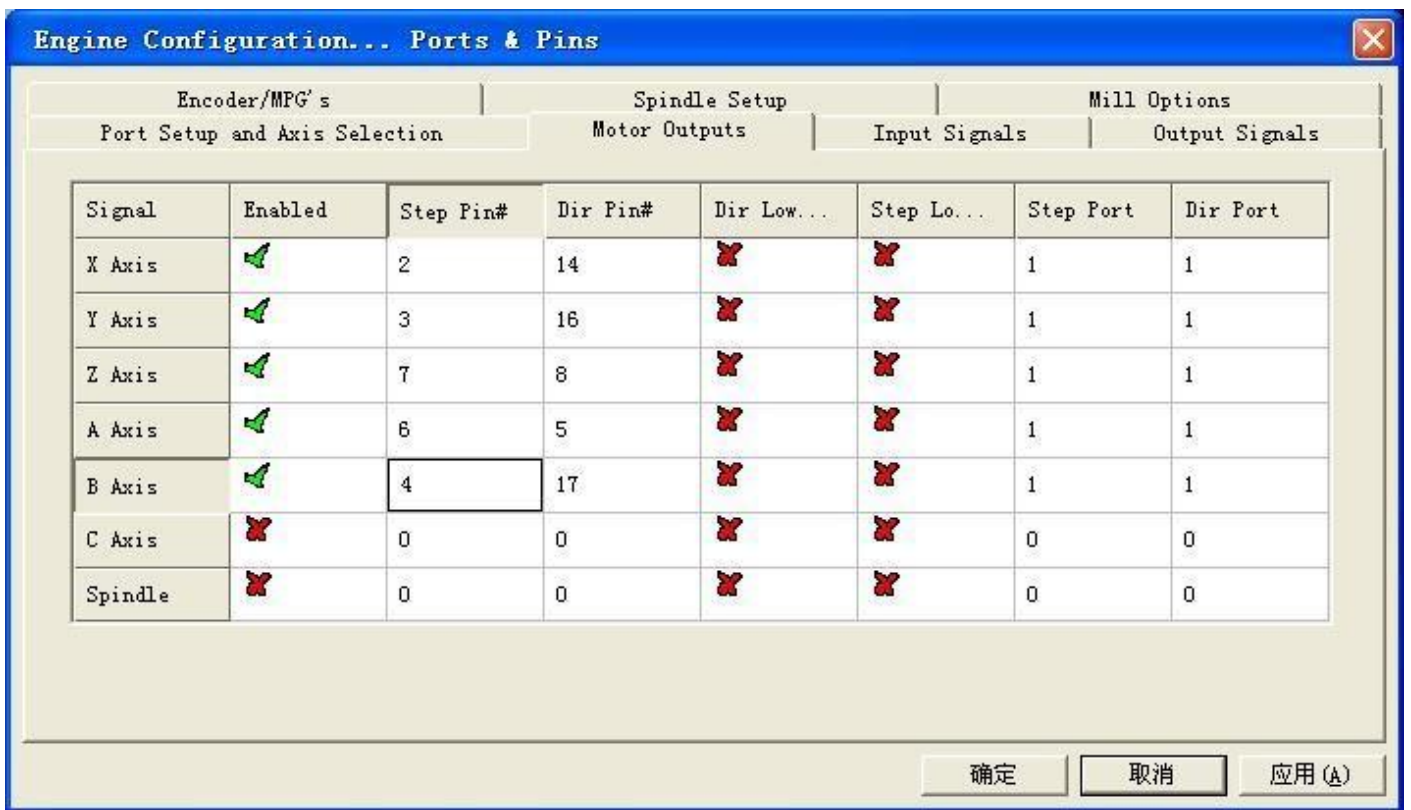 Engine Configuration... Ports & Pins
Encoder/MPG's Spindle Setup Mill Options
Port Setup and Axis Selection Motor Outputs Input Signals Output Signals
Signal Enabled Step Pin# Dir Pin# Dir Low... Step Lo... Step Port Dir Port
X Axis 2 14 1 1
Y Axis 3 16 1 1
Z Axis 7 8 1 1
A Axis 6 5 1 1
B Axis 4 17 1 1
C Axis 0 0 0 0
Spindle 0 0 0 0
确定 取消 应用(A)